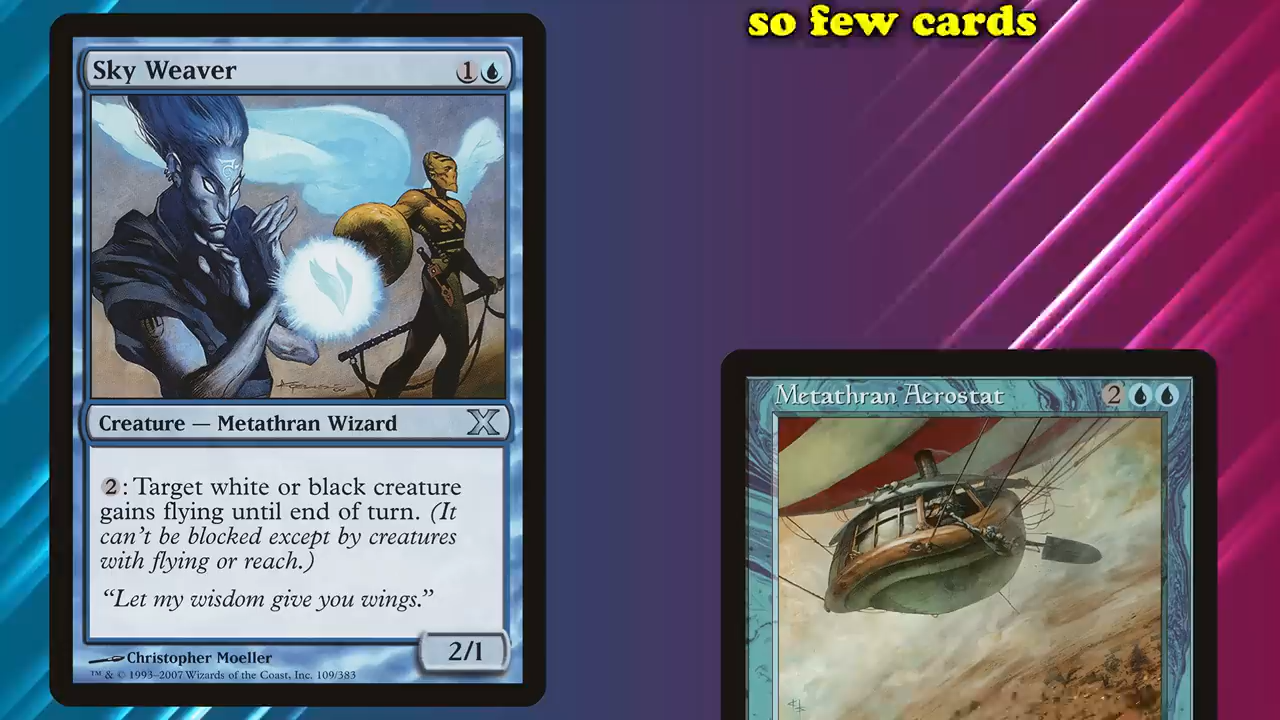 so few cards
Sky Weaver 1
Creature — Metathran Wizard
2: Target white or black creature
gains flying until end of turn. (It
can't be blocked except by creatures
with flying or reach.)
“Let my wisdom give you wings.”
2/1
Christopher Moeller
™ & © 1993–2007 Wizards of the Coast, Inc. 109/383
Metathran Aerostat 2